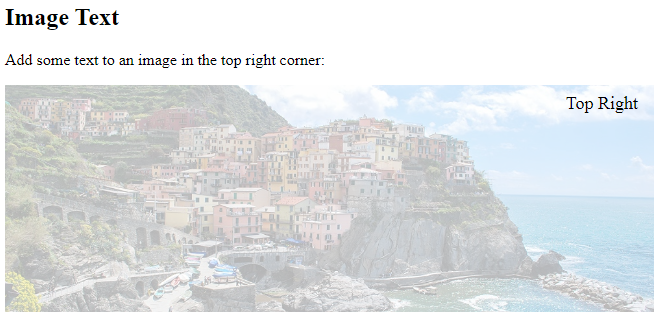 Image Text
Add some text to an image in the top right corner:
Top Right